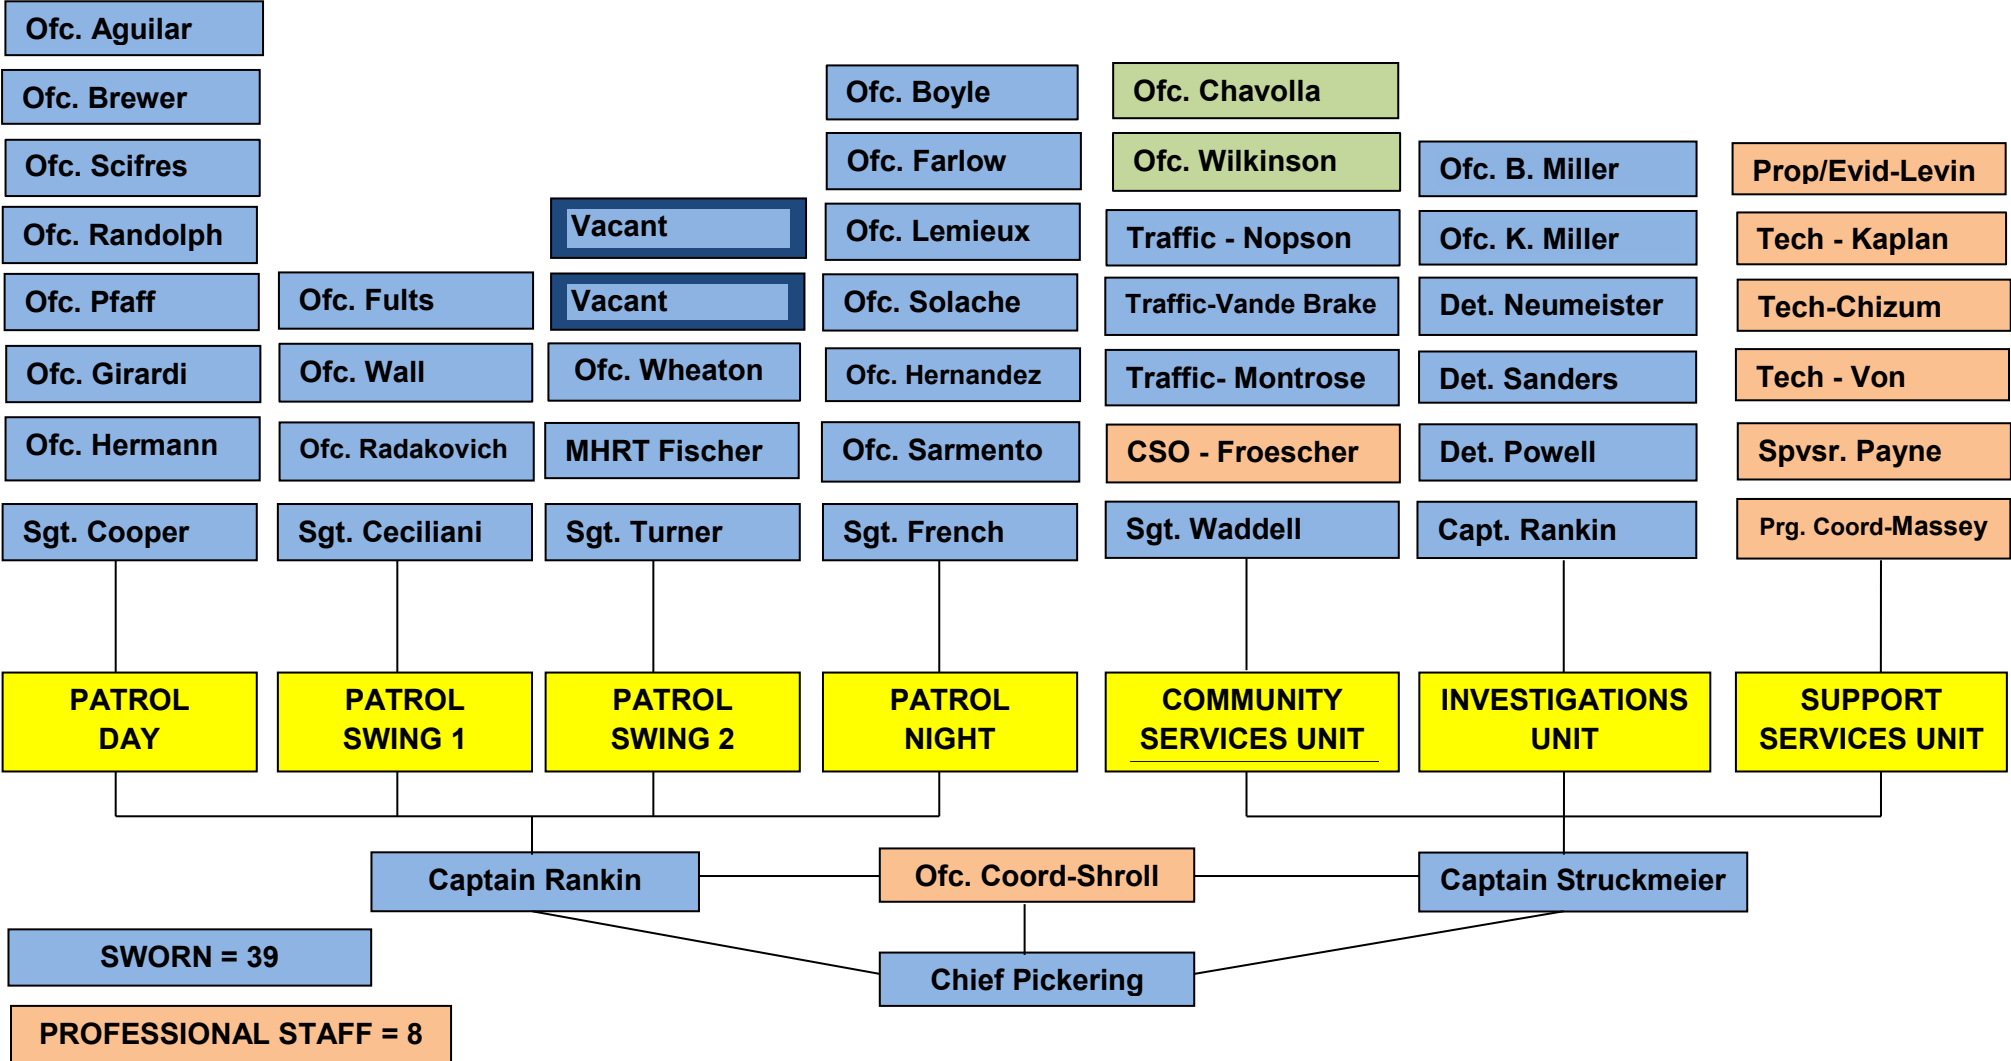 Ofc. Aguilar
Ofc. Brewer
Ofc. Scifres
Ofc. Randolph
Ofc. Pfaff
Ofc. Girardi
Ofc. Hermann
Sgt. Cooper
PATROL
DAY
Ofc. Fults
Ofc. Wall
Ofc. Radakovich
Sgt. Ceciliani
PATROL
SWING 1
Vacant
Vacant
Ofc. Wheaton
MHRT Fischer
Sgt. Turner
PATROL
SWING 2
Ofc. Boyle
Ofc. Farlow
Ofc. Lemieux
Ofc. Solache
Ofc. Hernandez
Ofc. Sarmento
Sgt. French
PATROL
NIGHT
Ofc. Chavolla
Ofc. Wilkinson
Traffic - Nopson
Traffic-Vande Brake
Traffic- Montrose
CSO - Froescher
Sgt. Waddell
COMMUNITY
SERVICES UNIT
Ofc. B. Miller
Ofc. K. Miller
Det. Neumeister
Det. Sanders
Det. Powell
Capt. Rankin
INVESTIGATIONS
UNIT
Prop/Evid-Levin
Tech - Kaplan
Tech-Chizum
Tech - Von
Spvsr. Payne
Prg. Coord-Massey
SUPPORT
SERVICES UNIT
Captain Rankin
Ofc. Coord-Shroll
Captain Struckmeier
Chief Pickering
SWORN = 39
PROFESSIONAL STAFF = 8